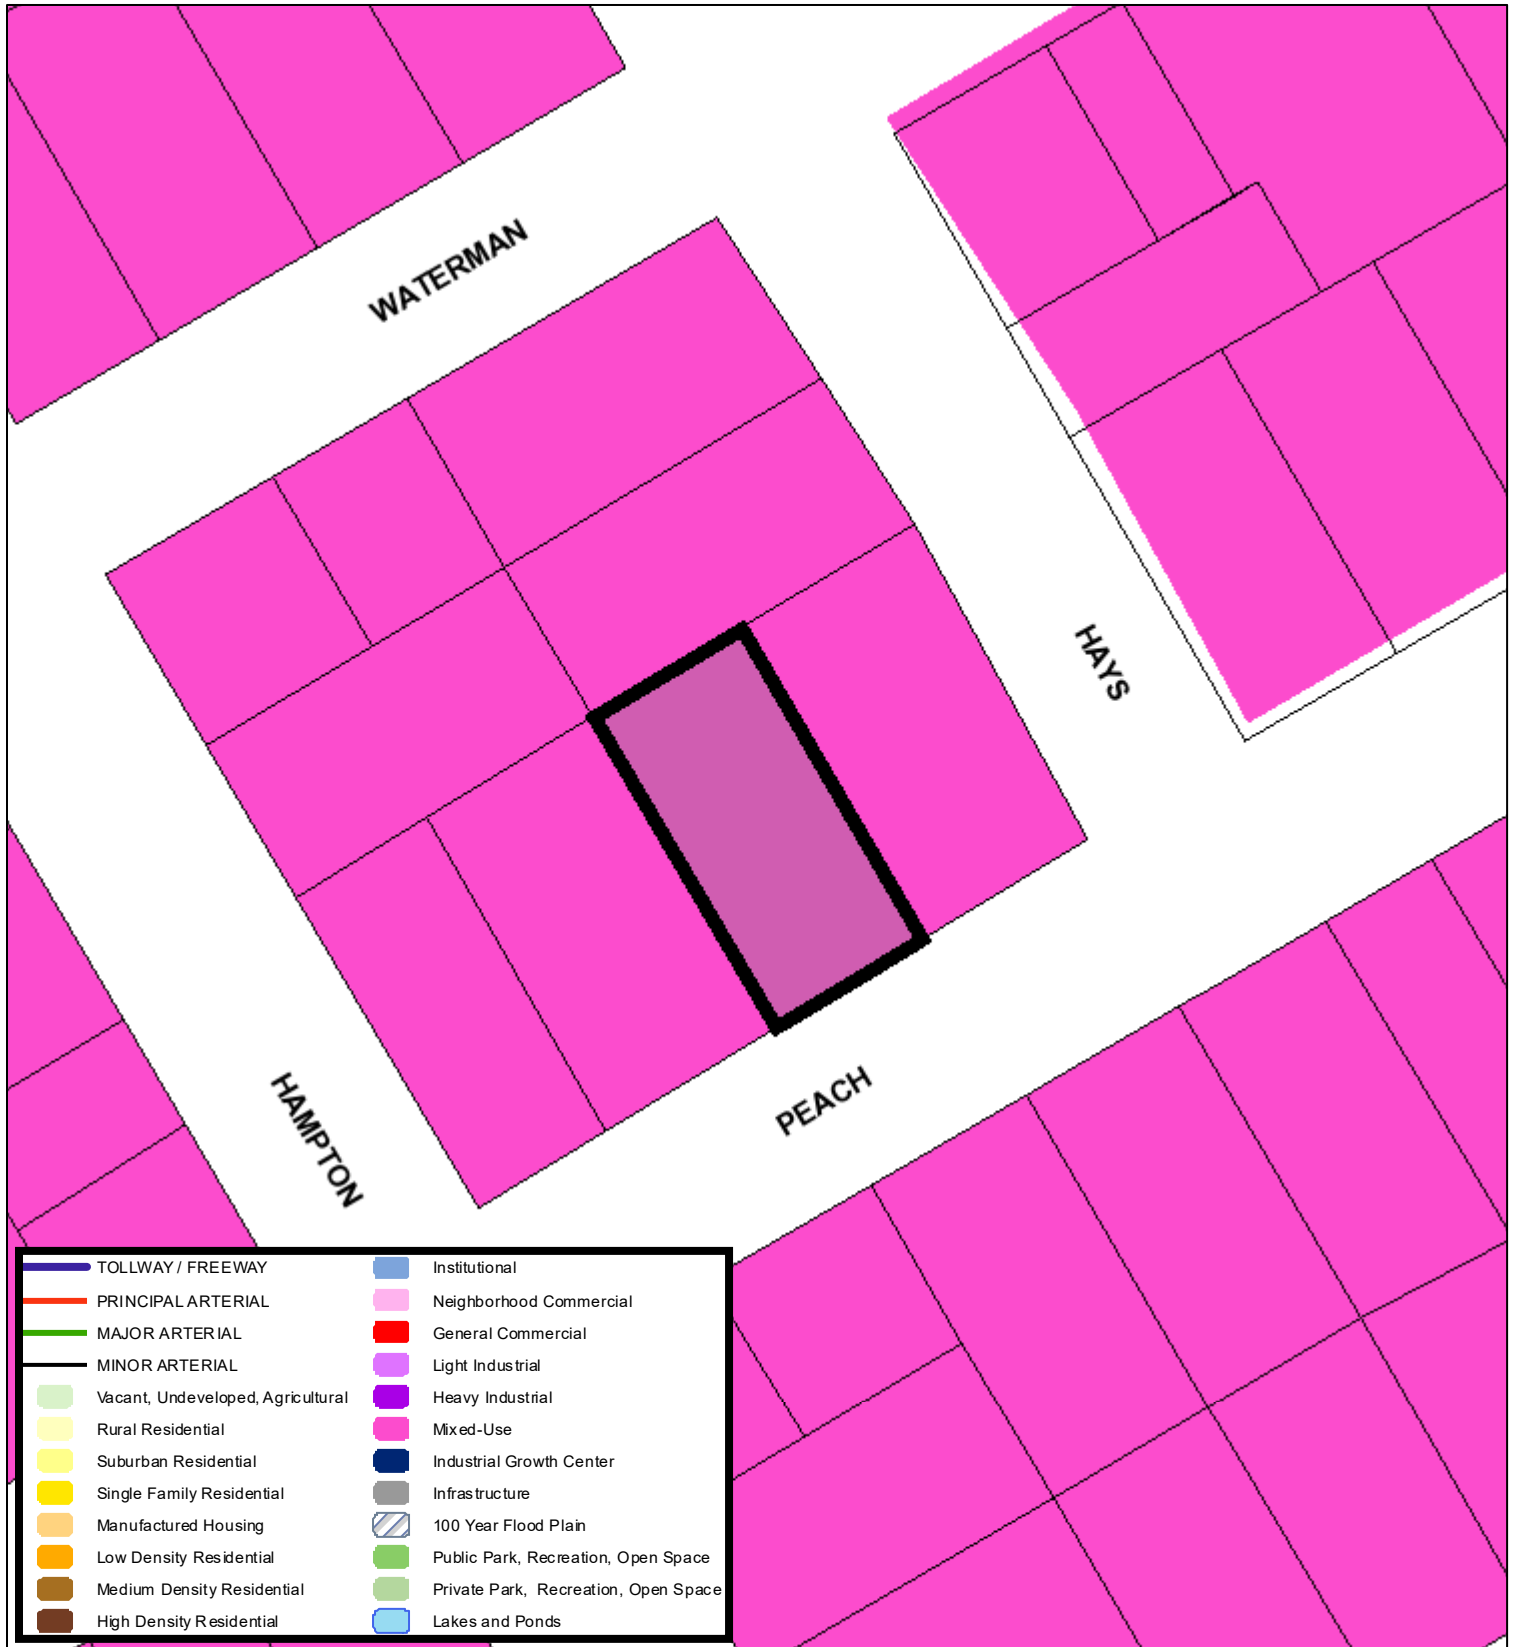 WATERMAN
HAYS
PEACH
HAMPTON
TOLLWAY / FREEWAY
PRINCIPAL ARTERIAL
MAJOR ARTERIAL
MINOR ARTERIAL
Vacant, Undeveloped, Agricultural
Rural Residential
Suburban Residential
Single Family Residential
Manufactured Housing
Low Density Residential
Medium Density Residential
High Density Residential
Institutional
Neighborhood Commercial
General Commercial
Light Industrial
Heavy Industrial
Mixed-Use
Industrial Growth Center
Infrastructure
100 Year Flood Plain
Public Park, Recreation, Open Space
Private Park, Recreation, Open Space
Lakes and Ponds